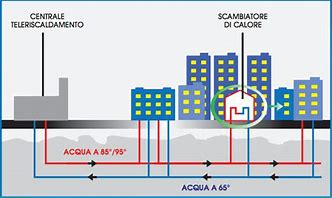 CENTRALE
TELERISCALDAMENTO
SCAMBIATORE
DI CALORE
ACQUA A 85°/95°
ACQUA A 65°